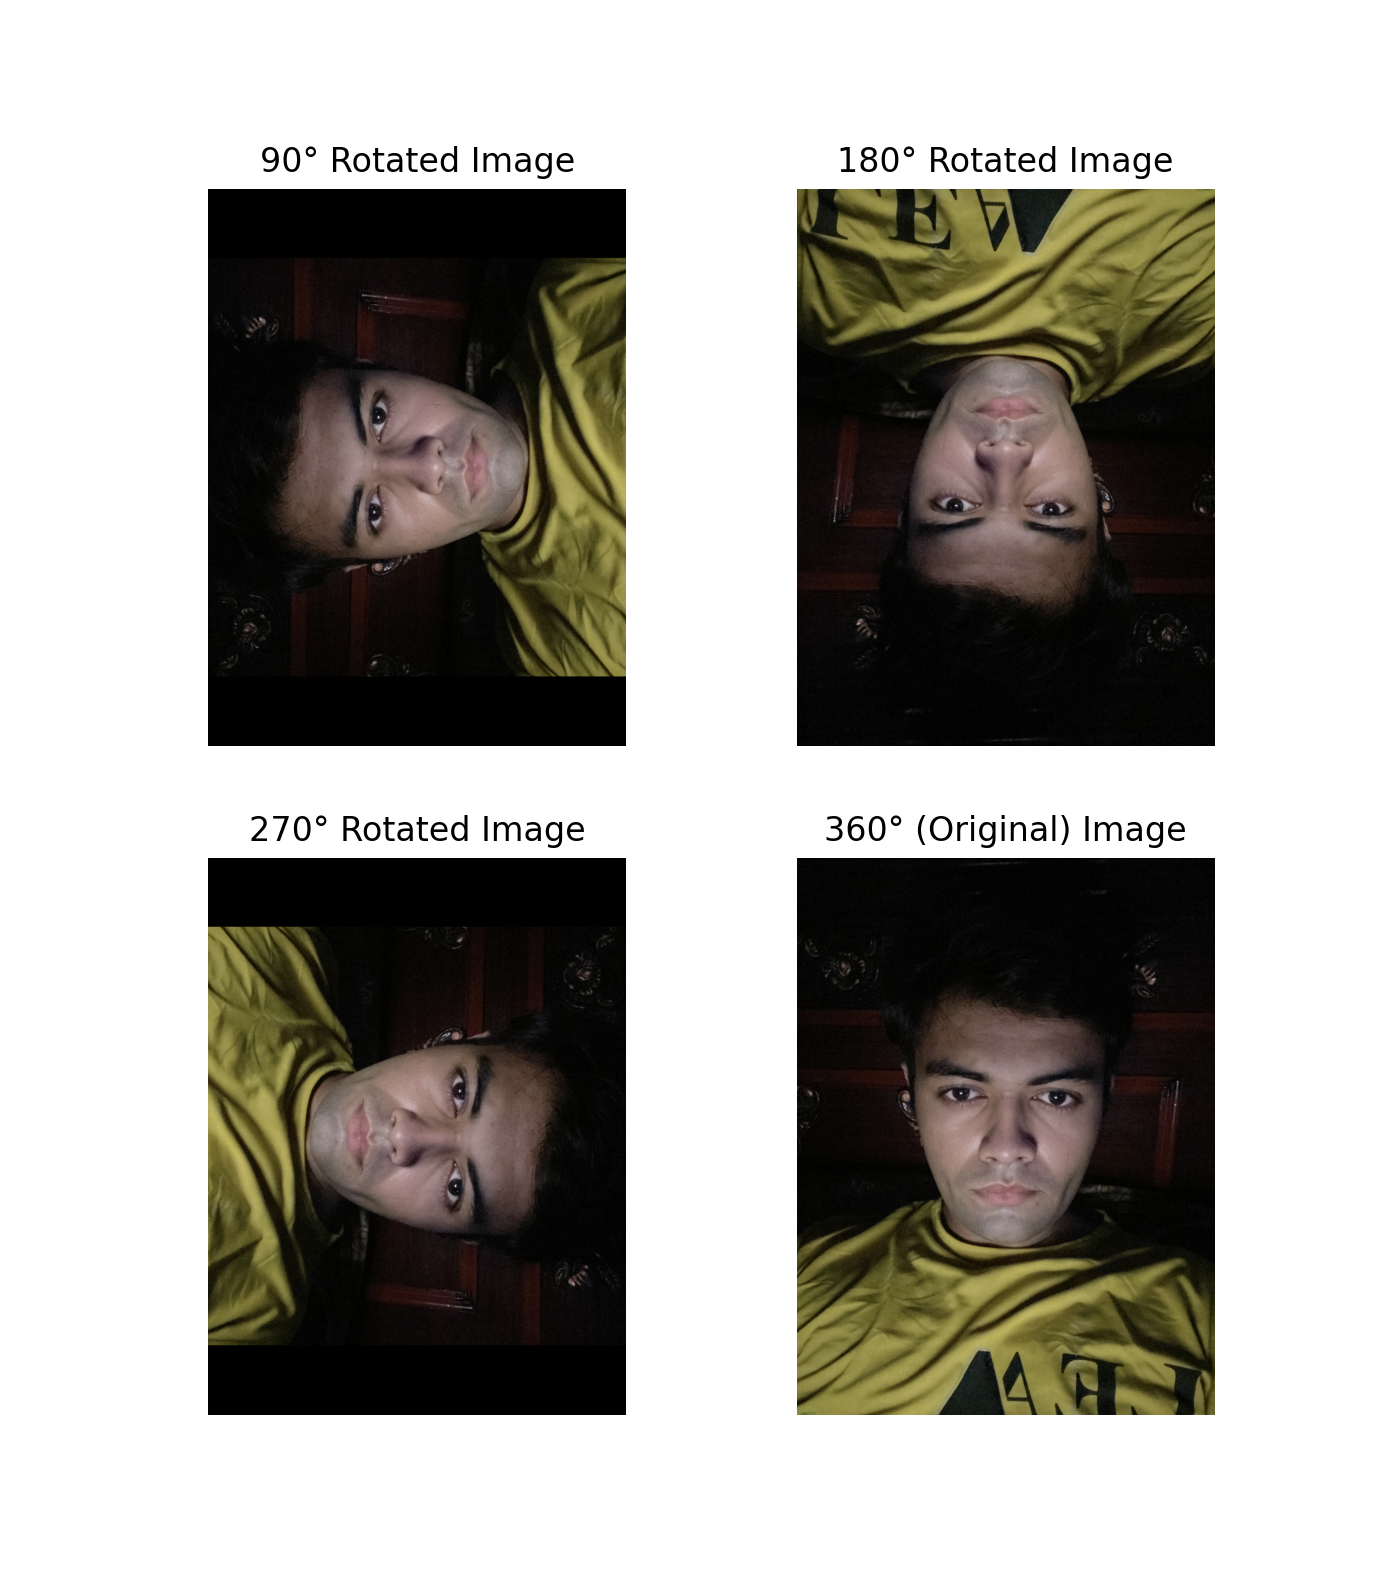 90° Rotated Image
180° Rotated Image
270° Rotated Image
360° (Original) Image